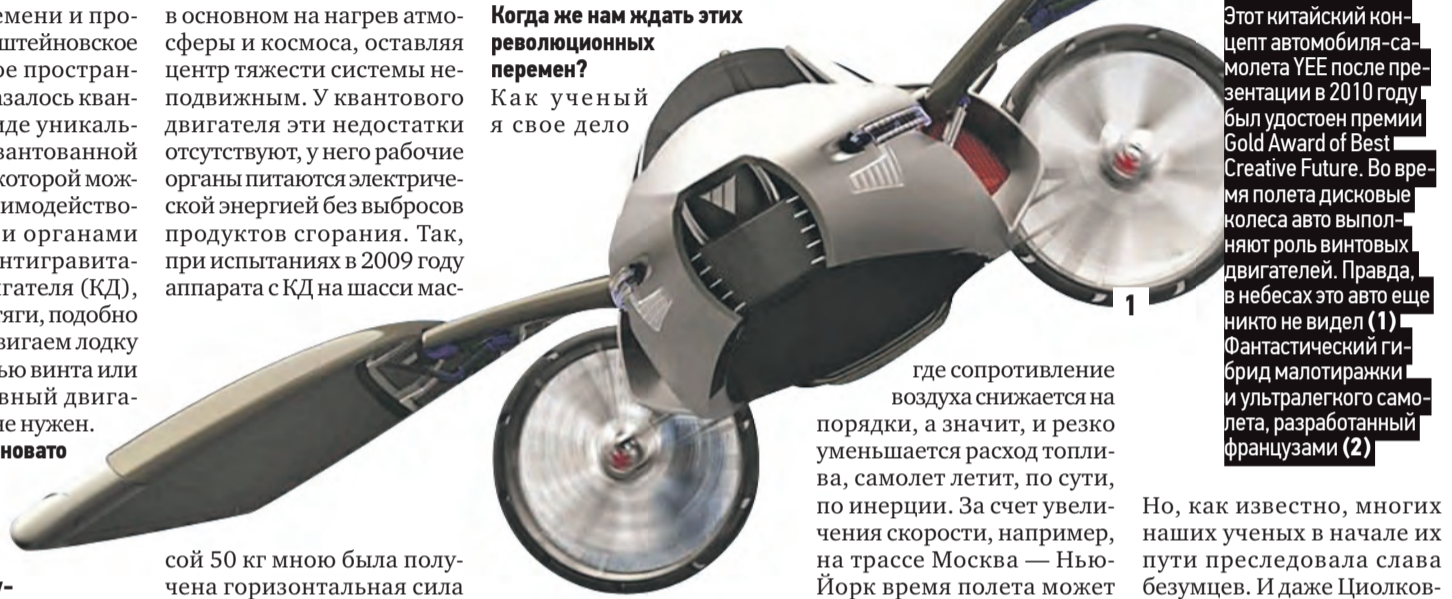 емени и про-
штейновское
ое простран-
азалось кван-
иде уникаль-
вантованной
которой мож-
имодейство-
и органами
нтигравита-
гателя (КД),
тяги, подобно
вигаем лодку
ью винта или
вный двига-
не нужен.
новато
у-
в основном на нагрев атмо-
сферы и космоса, оставляя
центр тяжести системы не-
подвижным. У квантового
двигателя эти недостатки
отсутствуют, у него рабочие
органы питаются электриче-
ской энергией без выбросов
продуктов сгорания. Так,
при испытаниях в 2009 году
аппарата с КД на шасси мас-
сой 50 кг мною была полу-
чена горизонтальная сила
Когда же нам ждать этих
революционных
перемен?
Как ученый
я свое дело
где сопротивление
воздуха снижается на
порядки, а значит, и резко
уменьшается расход топли-
ва, самолет летит, по сути,
по инерции. За счет увели-
чения скорости, например,
на трассе Москва — Нью-
Йорк время полета может
1
Этот китайский кон-
цепт автомобиля-са-
молета YEE после пре-
зентации в 2010 году
был удостоен премии
Gold Award of Best
Creative Future. Во вре-
мя полета дисковые
колеса авто выпол-
няют роль винтовых
двигателей. Правда,
в небесах это авто еще
никто не видел (1)
Фантастический ги-
брид малотиражки
и ультралегкого само-
лета, разработанный
французами (2)
Но, как известно, многих
наших ученых в начале их
пути преследовала слава
безумцев. И даже Циолков-